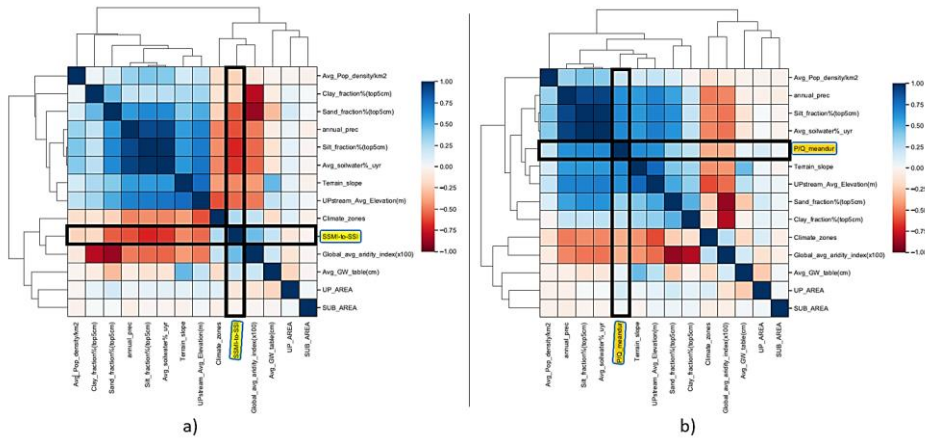 Avg_Pop_density/km2
Clay_fraction%(top5cm)
Sand_fraction%(top5cm)
annual_prec
Silt_fraction%(top5cm)
Avg_soilwater%_uyr
Terrain_slope
UPstream_Avg_Elevation(m)
Climate_zones
SSMI-to-SSI
Global_avg_aridity_index(x100)
Avg_GW_table(cm)
UP_AREA
SUB_AREA
1.00
0.75
0.50
0.25
0.00
−0.25
−0.50
−0.75
−1.00
Avg_Pop_density/km2
Clay_fraction%(top5cm)
Sand_fraction%(top5cm)
annual_prec
Silt_fraction%(top5cm)
Avg_soilwater%_uyr
Terrain_slope
UPstream_Avg_Elevation(m)
Climate_zones
SSMI-to-SSI
Global_avg_aridity_index(x100)
Avg_GW_table(cm)
UP_AREA
SUB_AREA
a)
Avg_Pop_density/km2
annual_prec
Silt_fraction%(top5cm)
Avg_soilwater%_uyr
P/Q_meandur
Terrain_slope
UPstream_Avg_Elevation(m)
Sand_fraction%(top5cm)
Clay_fraction%(top5cm)
Climate_zones
Global_avg_aridity_index(x100)
Avg_GW_table(cm)
UP_AREA
SUB_AREA
1.00
0.75
0.50
0.25
0.00
−0.25
−0.50
−0.75
−1.00
Avg_Pop_density/km2
annual_prec
Silt_fraction%(top5cm)
Avg_soilwater%_uyr
P/Q_meandur
Terrain_slope
UPstream_Avg_Elevation(m)
Sand_fraction%(top5cm)
Clay_fraction%(top5cm)
Climate_zones
Global_avg_aridity_index(x100)
Avg_GW_table(cm)
UP_AREA
SUB_AREA
b)